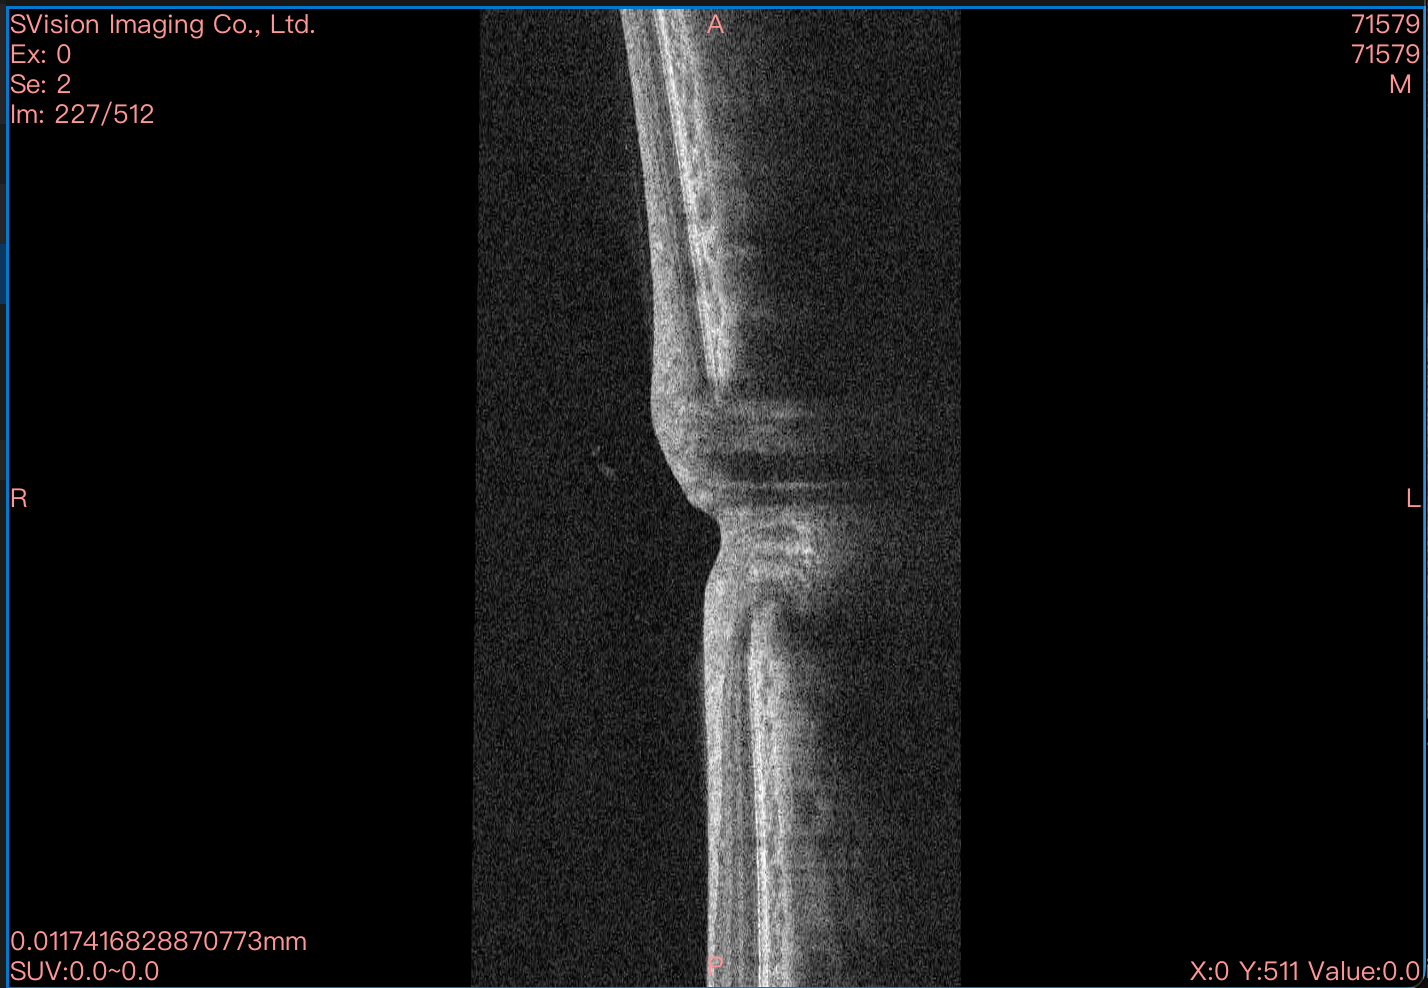 SVision Imaging Co., Ltd.
Ex: 0
Se: 2
Im: 227/512
A
71579
71579
M
R
L
0.0117416828870773mm
SUV:0.0~0.0
P
X:0 Y:511 Value:0.0